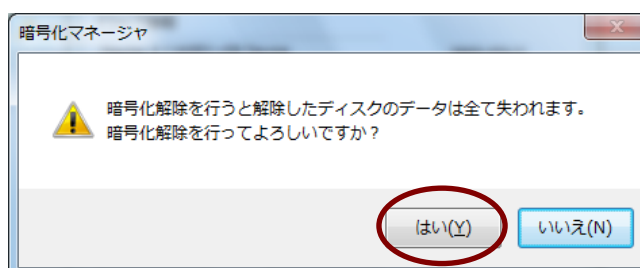 暗号化マネージャ
暗号化解除を行うと解除したディスクのデータは全て失われます。
暗号化解除を行ってよろしいですか？
はい(Y)
いいえ(N)